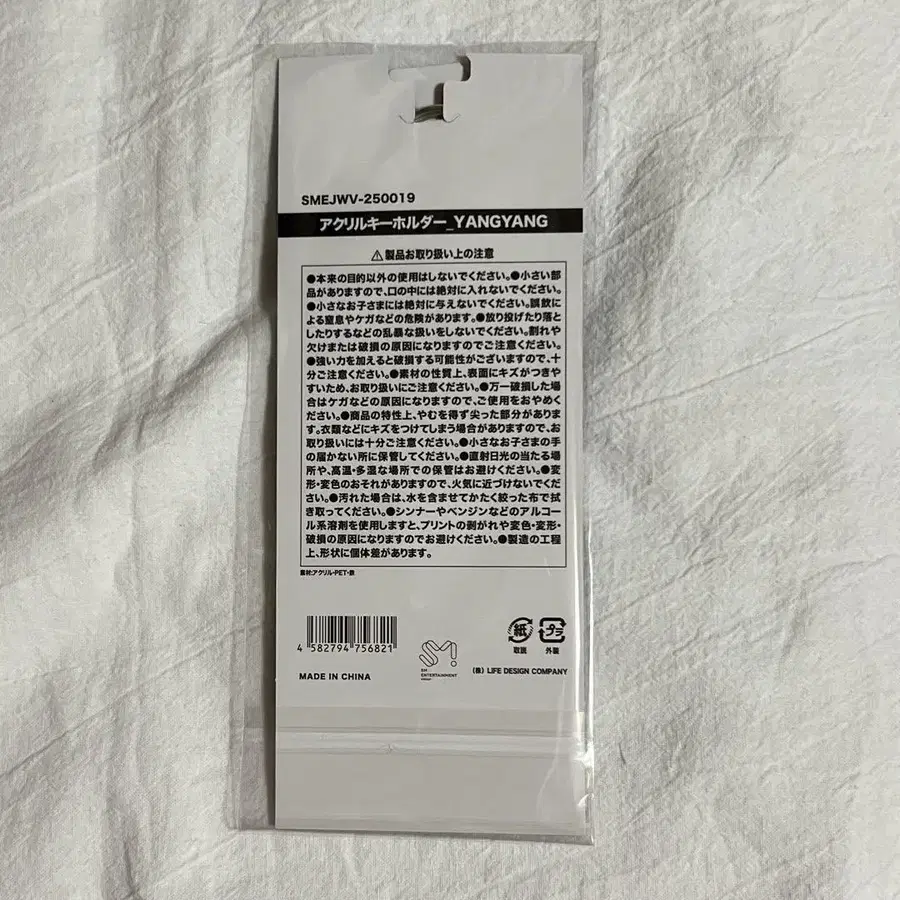 SMEJWV-250019
アクリルキーホルダー_YANGYANG
⚠製品お取り扱い上の注意
●本来の目的以外の使用はしないでください。●小さい部
品がありますので、口の中には絶対に入れないでください。
●小さなお子さまには絶対に与えないでください。誤飲
による窒息やケガなどの危険があります。●放り投げたり落と
したりするなどの乱暴な扱いをしないでください。割れや
欠けまたは破損の原因になりますのでご注意ください。
●強い力を加えると破損する可能性がございますので、十
分ご注意ください。●素材の性質上、表面にキズがつきや
すいため、お取り扱いにご注意ください。●万一破損した場
合はケガなどの原因になりますので、ご使用をおやめく
ださい。●商品の特性上、やむを得ず尖った部分がありま
す。衣類などにキズをつけてしまう場合がありますので、お
取り扱いには十分ご注意ください。●小さなお子さまの手
の届かない所に保管してください。●直射日光の当たる場
所や、高温・多湿な場所での保管はお避けください。●変
形・変色のおそれがありますので、火気に近づけないでくだ
さい。●汚れた場合は、水を含ませてかたく絞った布で拭
き取ってください。●シンナーやベンジンなどのアルコー
ル系溶剤を使用しますと、プリントの剥がれや変色・変形・
破損の原因になりますのでお避けください。●製造の工程
上、形状に個体差があります。
素材:アクリル・PET・鉄
4 582794 756821
MADE IN CHINA
SM!
SM
ENTERTAINMENT
紙
取説
プラ
外装
(株) LIFE DESIGN COMPANY